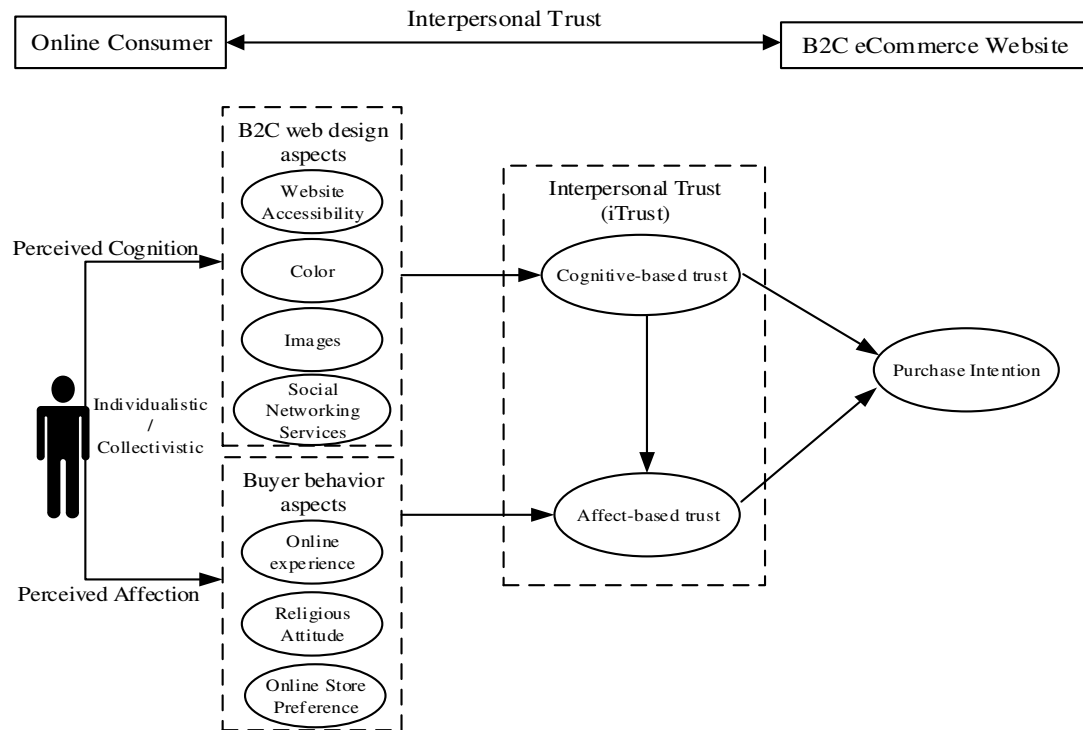 Interpersonal Trust
Online Consumer
B2C eCommerce Website
B2C web design
aspects
Website
Accessibility
Color
Images
Social
Networking
Services
Perceived Cognition
Individualistic
/
Collectivistic
Perceived Affection
Buyer behavior
aspects
Online
experience
Religious
Attitude
Online Store
Preference
Interpersonal Trust
(iTrust)
Cognitive-based trust
Affect-based trust
Purchase Intention